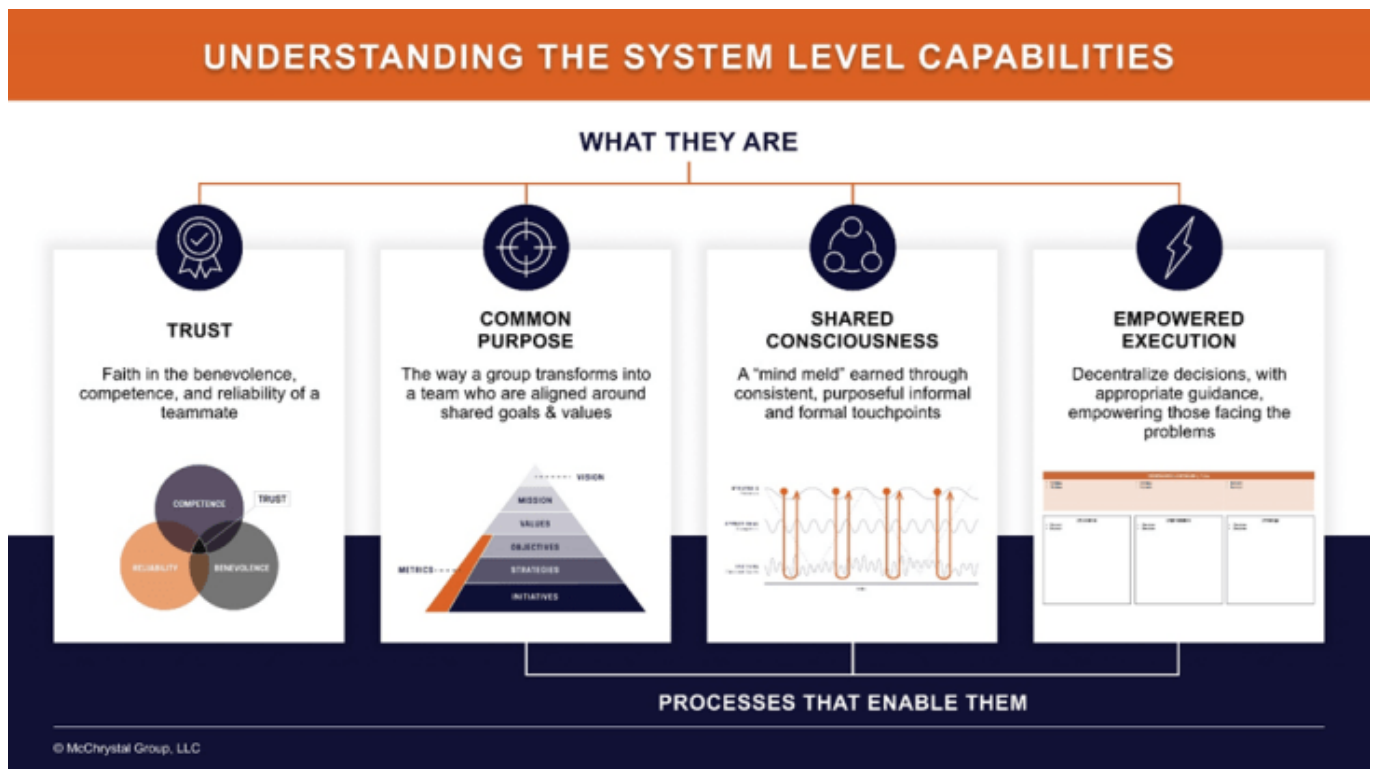 UNDERSTANDING THE SYSTEM LEVEL CAPABILITIES
WHAT THEY ARE
TRUST
Faith in the benevolence,
competence, and reliability of a
teammate
COMPETENCE
TRUST
RELIABILITY
BENEVOLENCE
COMMON
PURPOSE
The way a group transforms into
a team who are aligned around
shared goals & values
VISION
MISSION
VALUES
OBJECTIVES
METRICS
STRATEGIES
INITIATIVES
SHARED
CONSCIOUSNESS
A “mind meld” earned through
consistent, purposeful informal
and formal touchpoints
EMPOWERED
EXECUTION
Decentralize decisions, with
appropriate guidance,
empowering those facing the
problems
PROCESSES THAT ENABLE THEM
© McChrystal Group, LLC